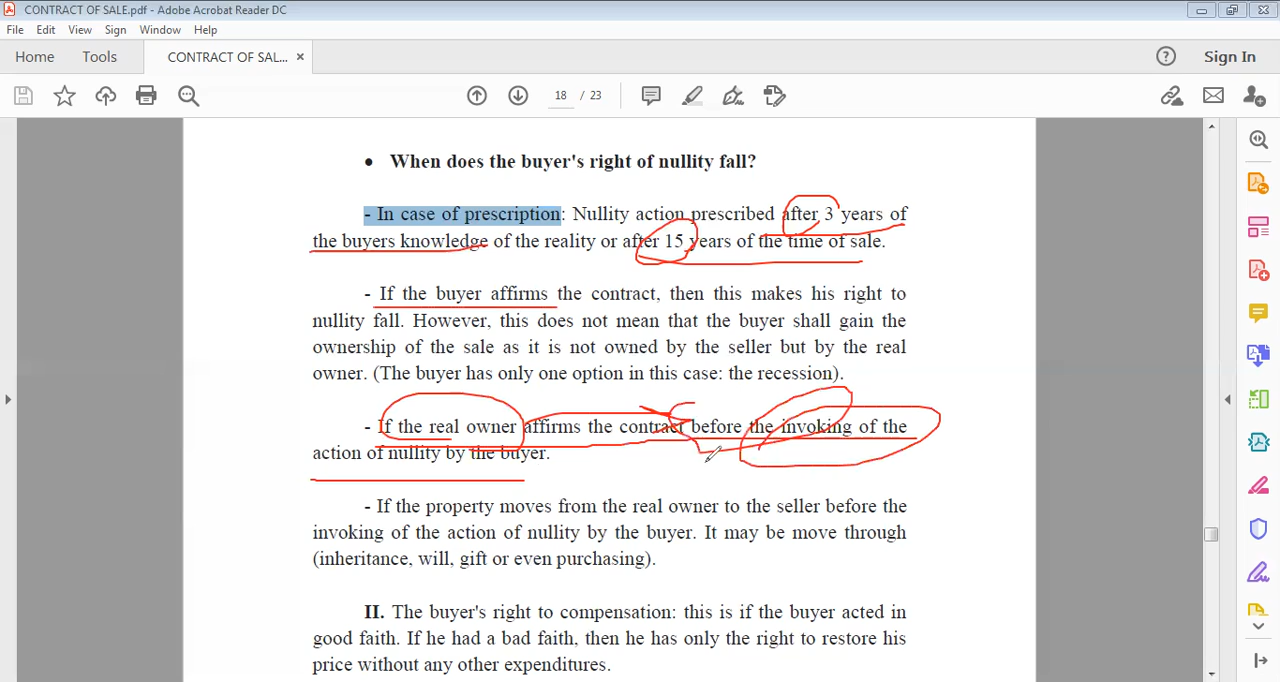 CONTRACT OF SALE.pdf - Adobe Acrobat Reader DC
File Edit View Sign Window Help
Home Tools CONTRACT OF SAL... × ? Sign In
18 / 23
• When does the buyer's right of nullity fall?
- In case of prescription: Nullity action prescribed after 3 years of
the buyers knowledge of the reality or after 15 years of the time of sale.
- If the buyer affirms the contract, then this makes his right to
nullity fall. However, this does not mean that the buyer shall gain the
ownership of the sale as it is not owned by the seller but by the real
owner. (The buyer has only one option in this case: the recession).
- If the real owner affirms the contract before the invoking of the
action of nullity by the buyer.
- If the property moves from the real owner to the seller before the
invoking of the action of nullity by the buyer. It may be move through
(inheritance, will, gift or even purchasing).
II. The buyer's right to compensation: this is if the buyer acted in
good faith. If he had a bad faith, then he has only the right to restore his
price without any other expenditures.